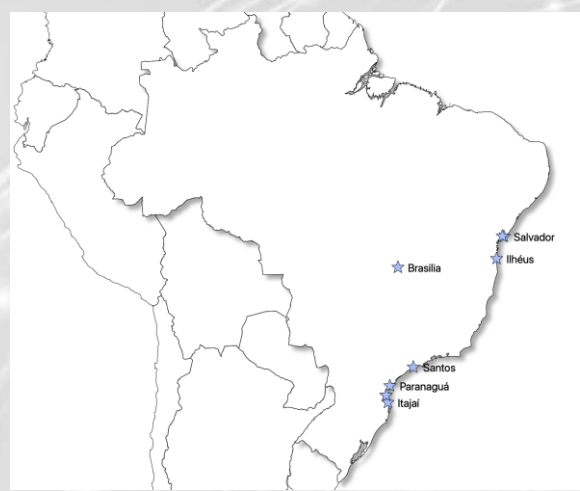 Salvador
Ilhéus
Brasilia
Santos
Paranaguá
Itajaí